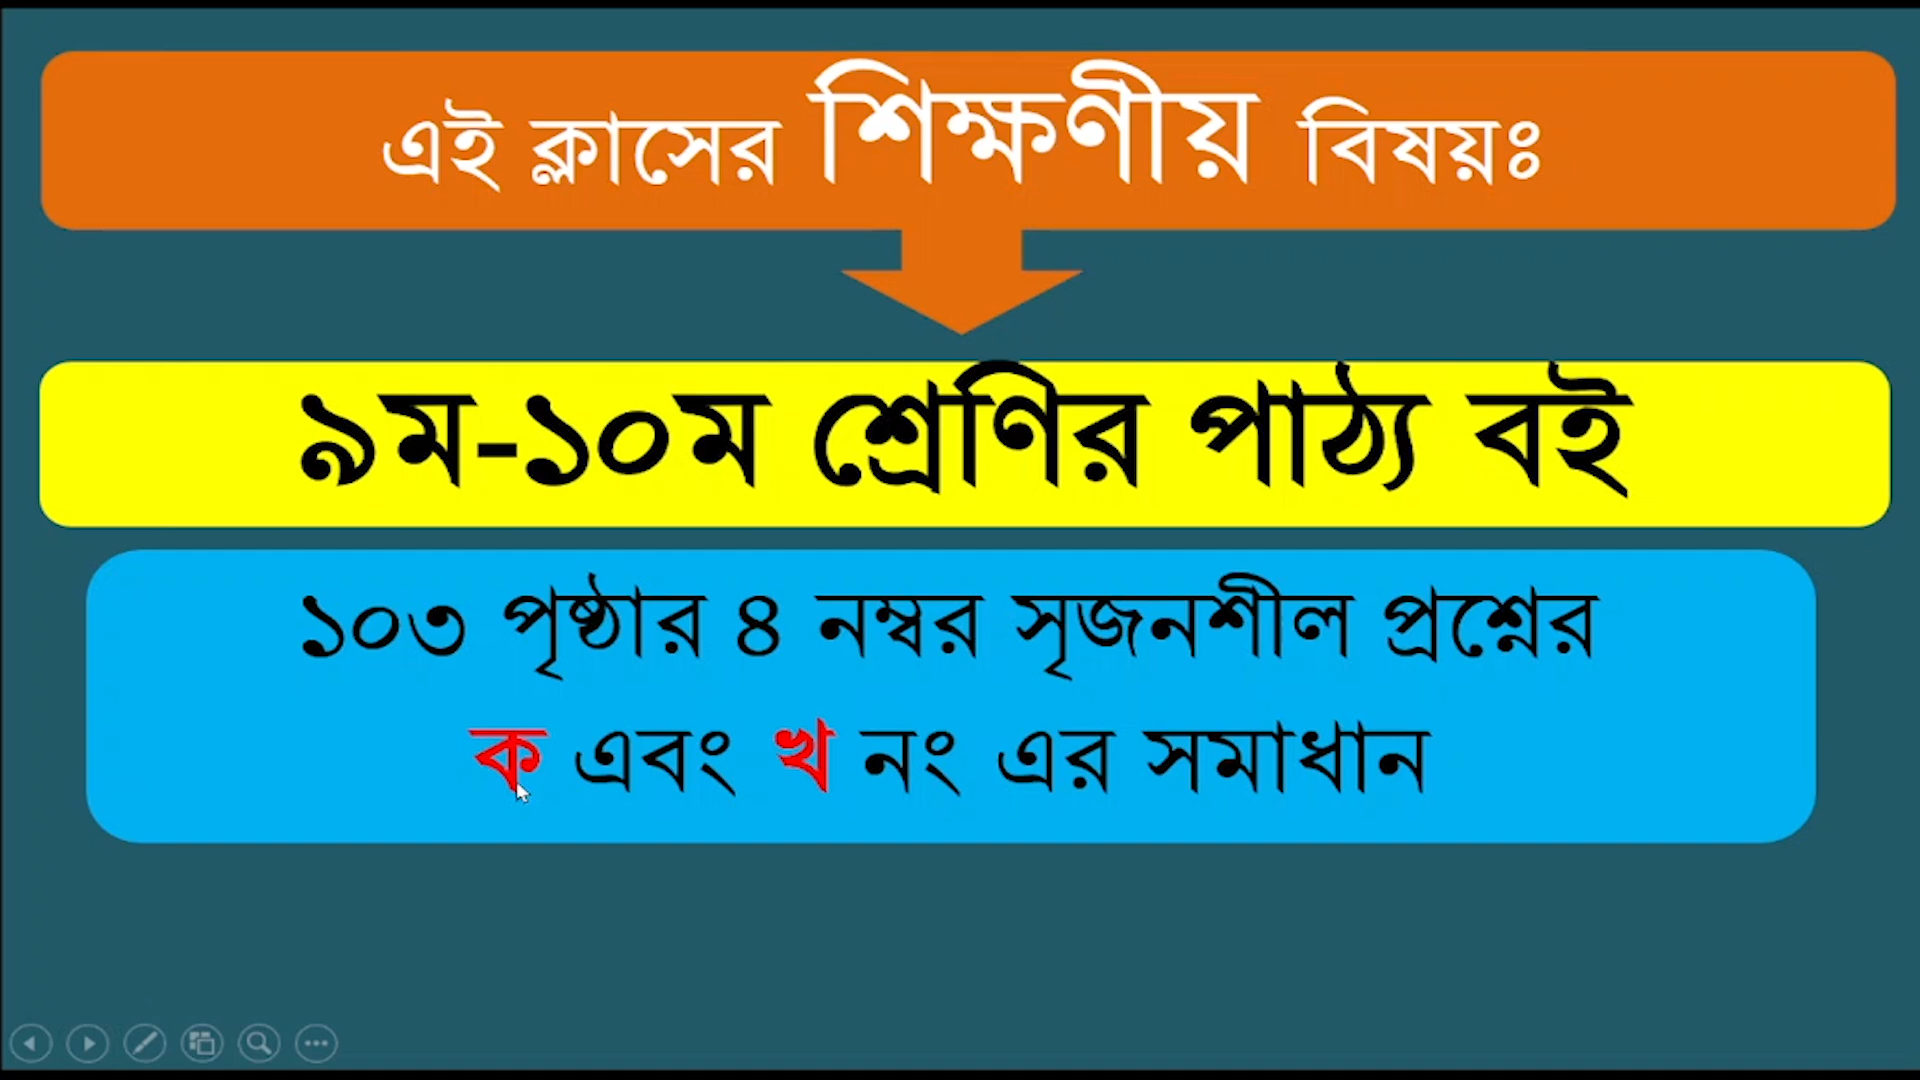 এই ক্লাসের শিক্ষণীয় বিষয়ঃ
৯ম-১০ম শ্রেণির পাঠ্য বই
১০৩ পৃষ্ঠার ৪ নম্বর সৃজনশীল প্রশ্নের
ক এবং খ নং এর সমাধান